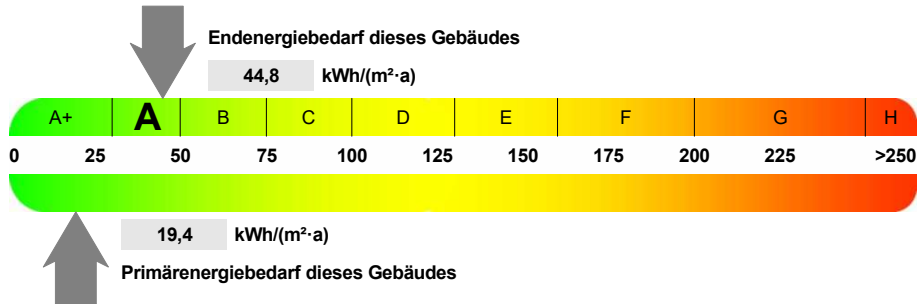 Endenergiebedarf dieses Gebäudes
44,8 kWh/(m²·a)
A+ A B C D E F G H
0 25 50 75 100 125 150 175 200 225 >250
19,4 kWh/(m²·a)
Primärenergiebedarf dieses Gebäudes